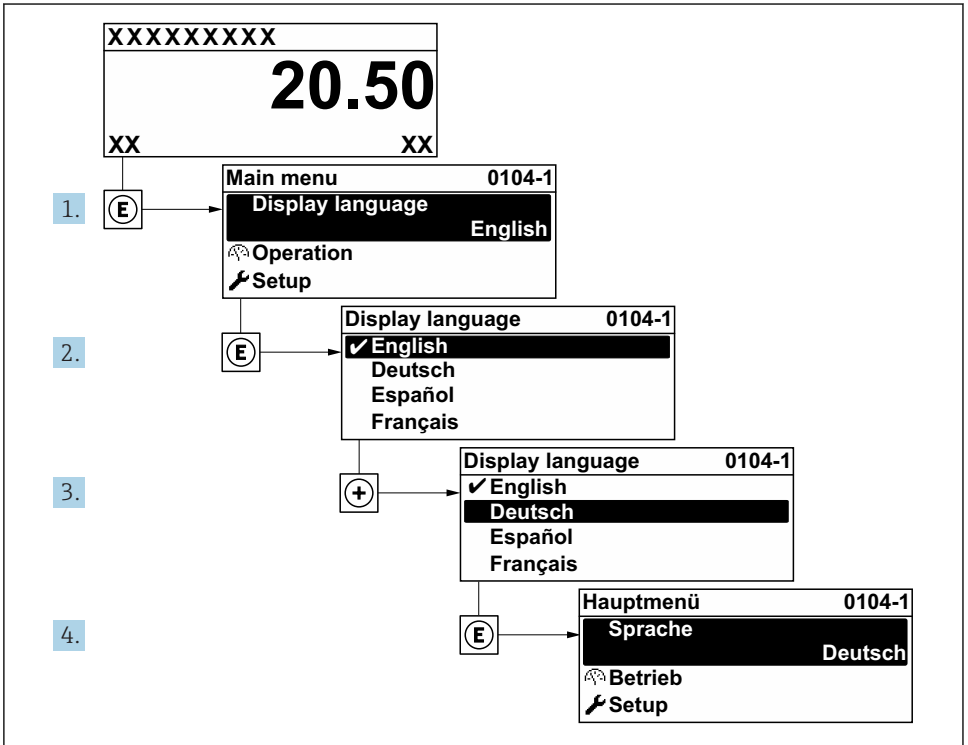 XXXXXXXXX
20.50
XX XX
1. E
Main menu 0104-1
Display language
English
Operation
Setup
2. E
Display language 0104-1
✔ English
Deutsch
Español
Français
3. +
Display language 0104-1
✔ English
Deutsch
Español
Français
4. E
Hauptmenü 0104-1
Sprache
Deutsch
Betrieb
Setup